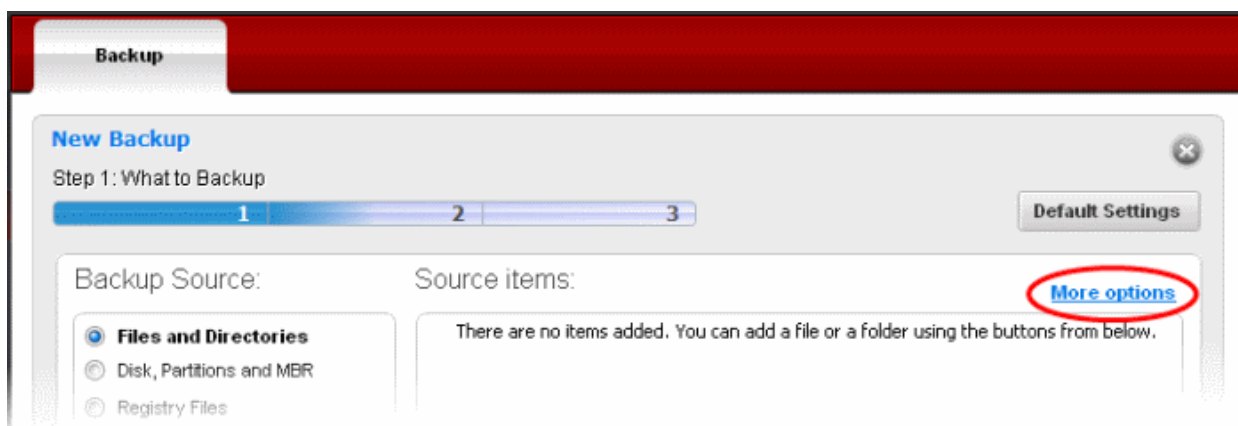 Backup
New Backup
Step 1: What to Backup
1 2 3
Default Settings
Backup Source:
Source items:
More options
Files and Directories
There are no items added. You can add a file or a folder using the buttons from below.
Disk, Partitions and MBR
Registry Files